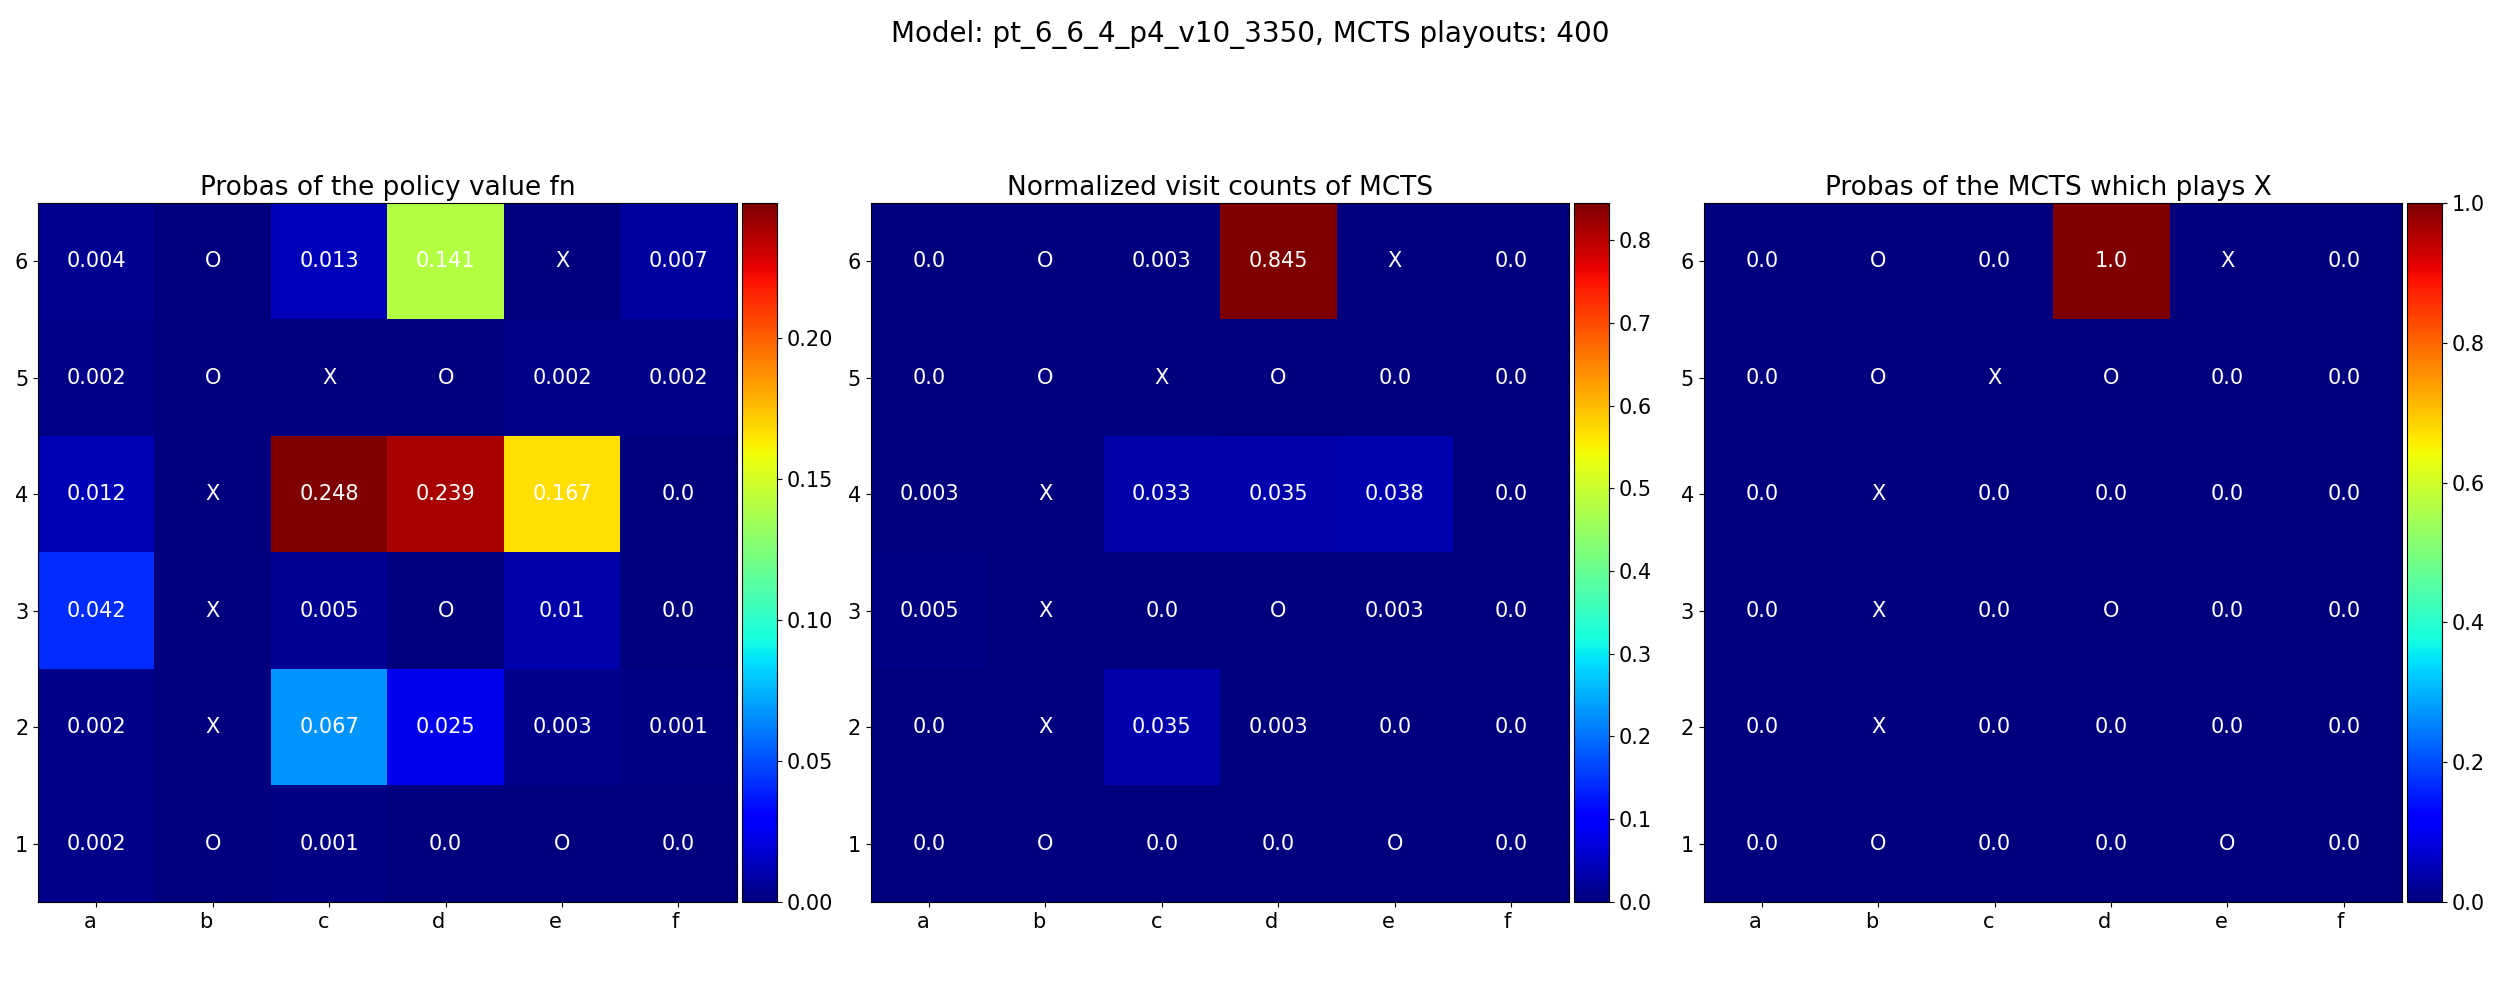 Model: pt_6_6_4_p4_v10_3350, MCTS playouts: 400
Probas of the policy value fn
6 0.004 O 0.013 0.141 X 0.007
5 0.002 O X O 0.002 0.002
4 0.012 X 0.248 0.239 0.167 0.0
3 0.042 X 0.005 O 0.01 0.0
2 0.002 X 0.067 0.025 0.003 0.001
1 0.002 O 0.001 0.0 O 0.0
a b c d e f
0.20
0.15
0.10
0.05
0.00
Normalized visit counts of MCTS
6 0.0 O 0.003 0.845 X 0.0
5 0.0 O X O 0.0 0.0
4 0.003 X 0.033 0.035 0.038 0.0
3 0.005 X 0.0 O 0.003 0.0
2 0.0 X 0.035 0.003 0.0 0.0
1 0.0 O 0.0 0.0 O 0.0
a b c d e f
0.8
0.7
0.6
0.5
0.4
0.3
0.2
0.1
0.0
Probas of the MCTS which plays X
6 0.0 O 0.0 1.0 X 0.0
5 0.0 O X O 0.0 0.0
4 0.0 X 0.0 0.0 0.0 0.0
3 0.0 X 0.0 O 0.0 0.0
2 0.0 X 0.0 0.0 0.0 0.0
1 0.0 O 0.0 0.0 O 0.0
a b c d e f
1.0
0.8
0.6
0.4
0.2
0.0